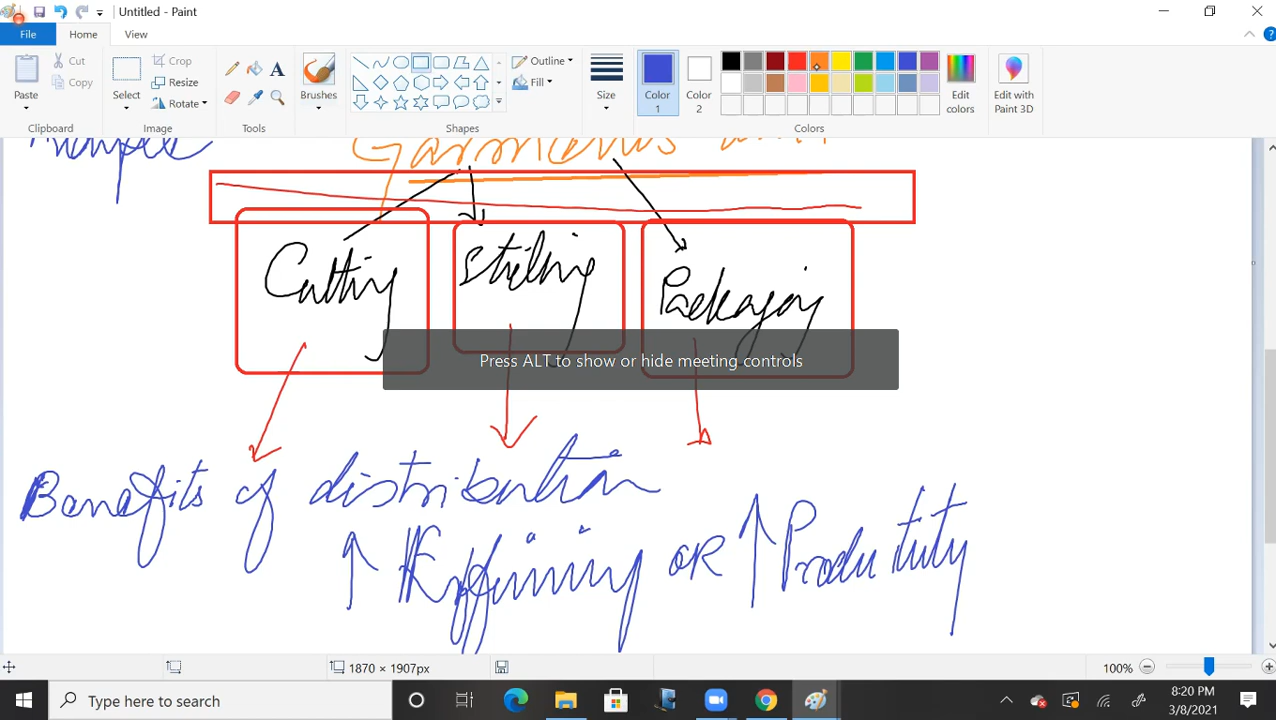 Untitled - Paint
File Home View
Paste Cut Copy Clipboard
Select Crop Resize Rotate Image
Tools
Brushes
Shapes Outline Fill
Size
Color 1 Color 2 Colors
Edit colors
Edit with Paint 3D
Garments
Cutting Packaging
Press ALT to show or hide meeting controls
Benefits of distribution
↑ OR ↑
1870 × 1907px 100%
Type here to search
8:20 PM
3/8/2021